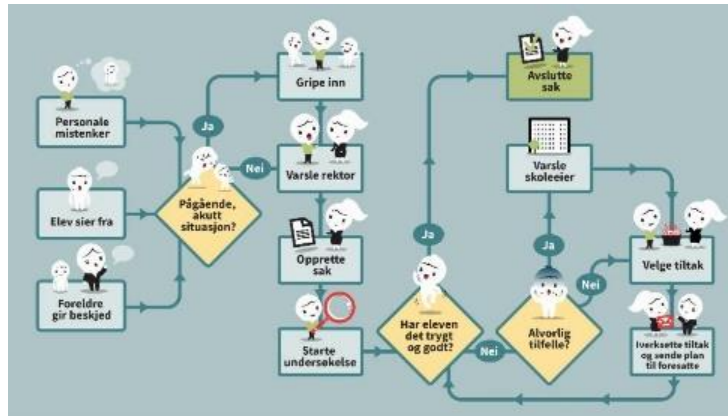 Personale
mistenker
Elev sier fra
Foreldre
gir beskjed
Pågående,
akutt
situasjon?
Ja
Nei
Gripe inn
Varsle rektor
Opprette
sak
Starte
undersøkelse
Har eleven
det trygt
og godt?
Ja
Nei
Avslutte
sak
Alvorlig
tilfelle?
Ja
Nei
Varsle
skoleeier
Velge tiltak
Iverksette tiltak
og sende plan
til foresatte